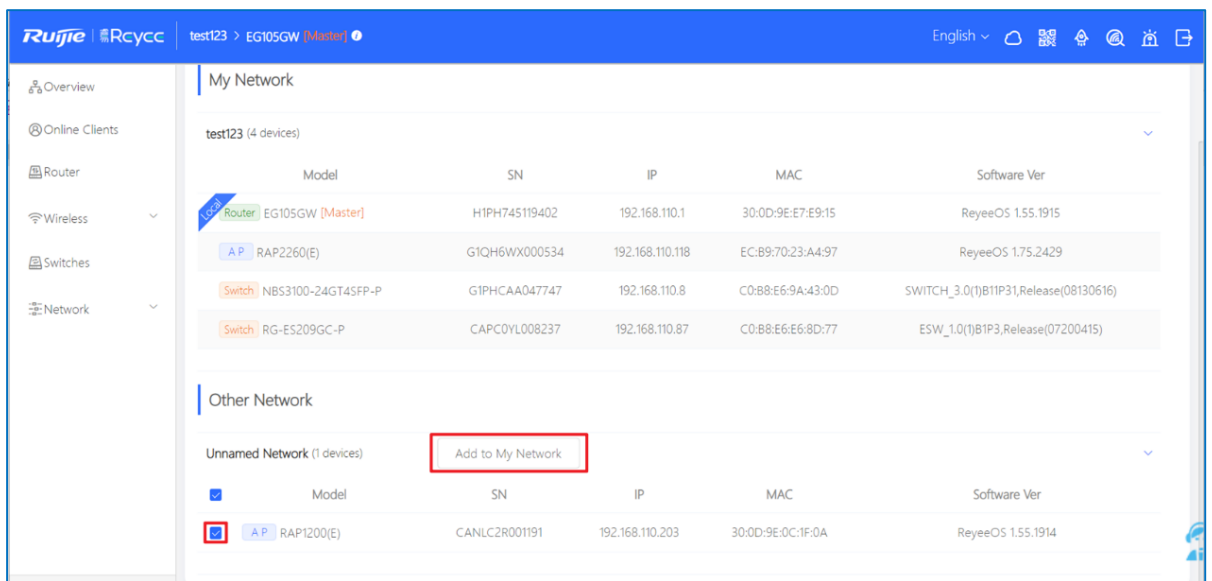 Ruijie Reyee test123 > EG105GW [Master] English
Overview
My Network
Online Clients
test123 (4 devices)
Router
Model SN IP MAC Software Ver
Wireless
Local Router EG105GW [Master] H1PH745119402 192.168.110.1 30:0D:9E:E7:E9:15 ReyeeOS 1.55.1915
AP RAP2260(E) G1QH6WX000534 192.168.110.118 EC:B9:70:23:A4:97 ReyeeOS 1.75.2429
Switches
Switch NBS3100-24GT4SFP-P G1PHCAA047747 192.168.110.8 C0:B8:E6:9A:43:0D SWITCH_3.0(1)B11P31,Release(08130616)
Network
Switch RG-ES209GC-P CAPC0YL008237 192.168.110.87 C0:B8:E6:E6:8D:77 ESW_1.0(1)B1P3,Release(07200415)
Other Network
Unnamed Network (1 devices) Add to My Network
Model SN IP MAC Software Ver
AP RAP1200(E) CANLC2R001191 192.168.110.203 30:0D:9E:0C:1F:0A ReyeeOS 1.55.1914